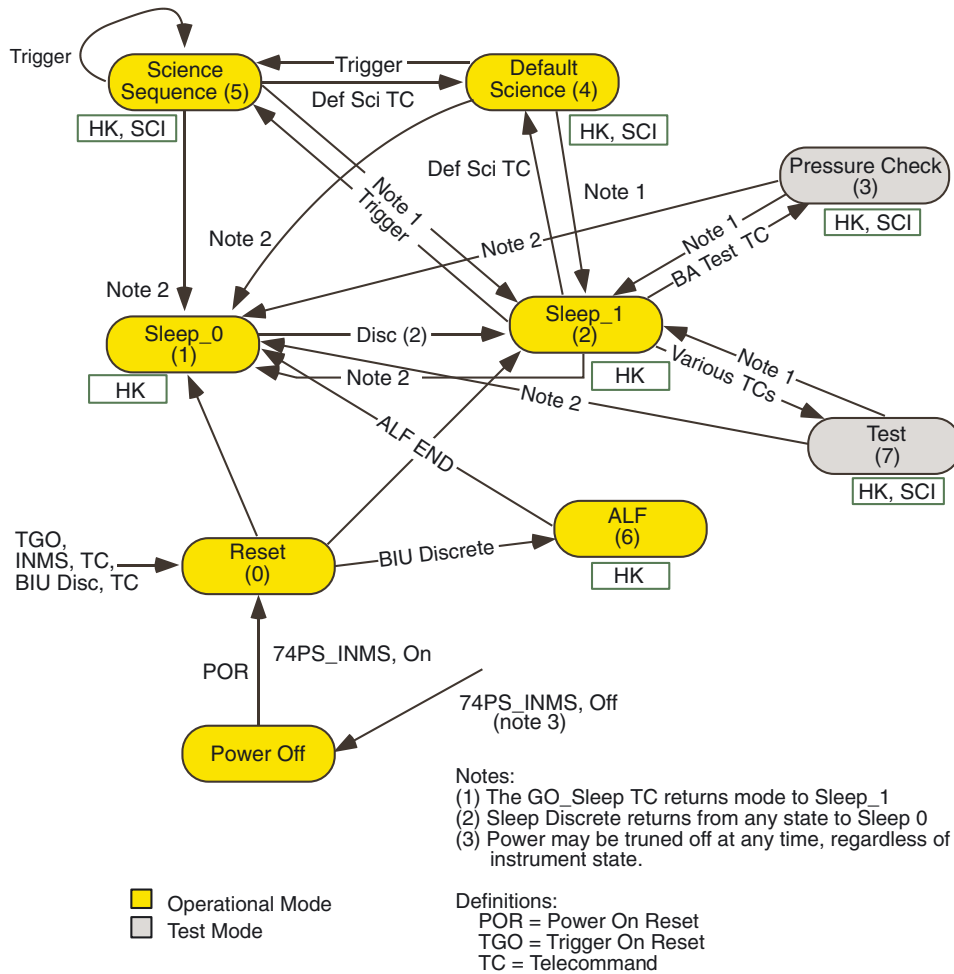 Trigger
Science
Sequence (5)
Trigger
Def Sci TC
Default
Science (4)
HK, SCI
HK, SCI
Def Sci TC
Pressure Check
(3)
Note 1
Trigger
Note 1
HK, SCI
Note 2
Note 2
Note 1
BA Test TC
Note 2
Sleep_0
(1)
Disc (2)
Sleep_1
(2)
HK
Note 2
HK
Various TCs
Note 1
Note 2
Test
(7)
ALF END
HK, SCI
TGO,
INMS, TC,
BIU Disc, TC
Reset
(0)
BIU Discrete
ALF
(6)
HK
POR
74PS_INMS, On
74PS_INMS, Off
(note 3)
Power Off
Notes:
(1) The GO_Sleep TC returns mode to Sleep_1
(2) Sleep Discrete returns from any state to Sleep 0
(3) Power may be truned off at any time, regardless of
instrument state.
Operational Mode
Test Mode
Definitions:
POR = Power On Reset
TGO = Trigger On Reset
TC = Telecommand